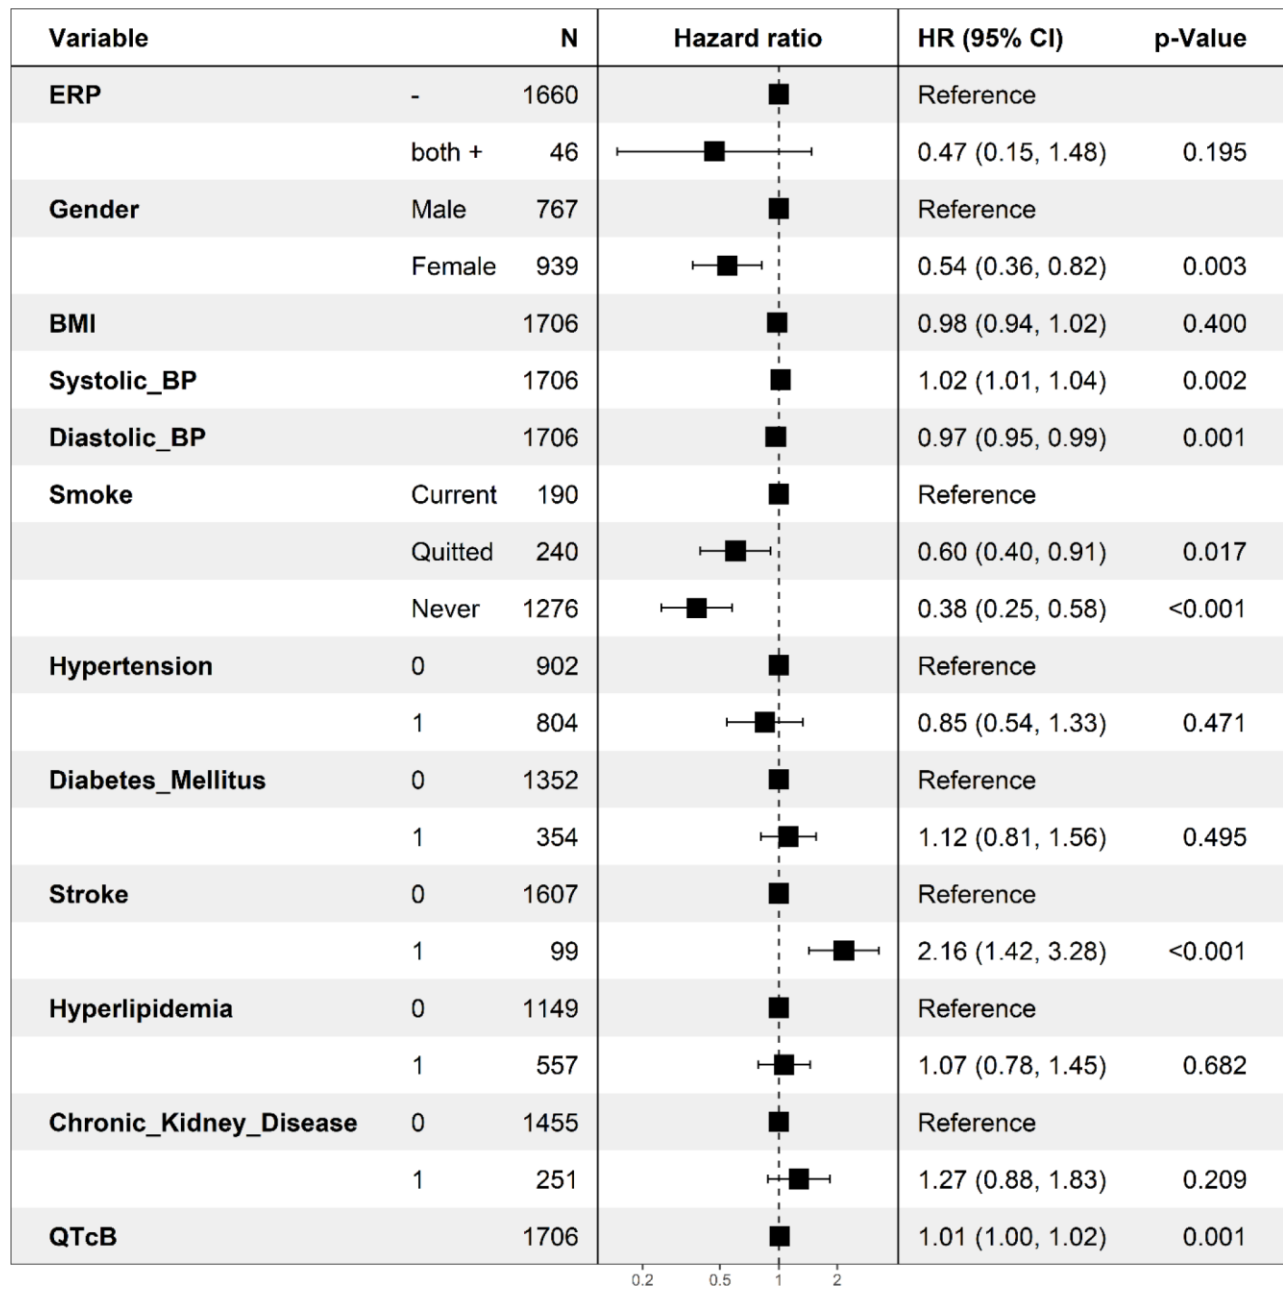 Variable N Hazard ratio HR (95% CI) p-Value
ERP - 1660 Reference
both + 46 0.47 (0.15, 1.48) 0.195
Gender Male 767 Reference
Female 939 0.54 (0.36, 0.82) 0.003
BMI 1706 0.98 (0.94, 1.02) 0.400
Systolic_BP 1706 1.02 (1.01, 1.04) 0.002
Diastolic_BP 1706 0.97 (0.95, 0.99) 0.001
Smoke Current 190 Reference
Quitted 240 0.60 (0.40, 0.91) 0.017
Never 1276 0.38 (0.25, 0.58) <0.001
Hypertension 0 902 Reference
1 804 0.85 (0.54, 1.33) 0.471
Diabetes_Mellitus 0 1352 Reference
1 354 1.12 (0.81, 1.56) 0.495
Stroke 0 1607 Reference
1 99 2.16 (1.42, 3.28) <0.001
Hyperlipidemia 0 1149 Reference
1 557 1.07 (0.78, 1.45) 0.682
Chronic_Kidney_Disease 0 1455 Reference
1 251 1.27 (0.88, 1.83) 0.209
QTcB 1706 1.01 (1.00, 1.02) 0.001
0.2 0.5 1 2